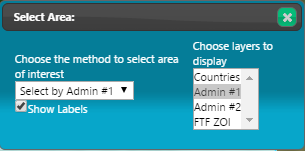 Select Area:
Choose the method to select area
of interest
Select by Admin #1
Show Labels
Choose layers to
display
Countries
Admin #1
Admin #2
FTF ZOI